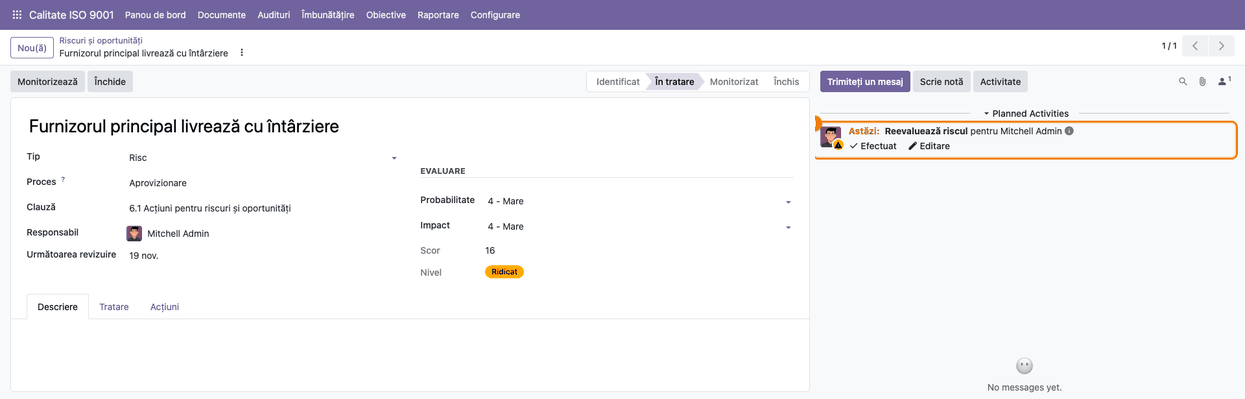 Calitate ISO 9001 Panou de bord Documente Audituri Îmbunătățire Obiective Raportare Configurare
Nou(ă) Riscuri și oportunități
Furnizorul principal livrează cu întârziere
1 / 1
Monitorizează Închide Identificat În tratare Monitorizat Închis
Trimiteți un mesaj Scrie notă Activitate 1
Furnizorul principal livrează cu întârziere
Tip Risc
Proces ? Aprovizionare
Clauză 6.1 Acțiuni pentru riscuri și oportunități
Responsabil Mitchell Admin
Următoarea revizuire 19 nov.
EVALUARE
Probabilitate 4 - Mare
Impact 4 - Mare
Scor 16
Nivel Ridicat
Descriere Tratare Acțiuni
Planned Activities
Astăzi: Reevaluează riscul pentru Mitchell Admin
Efectuat Editare
No messages yet.